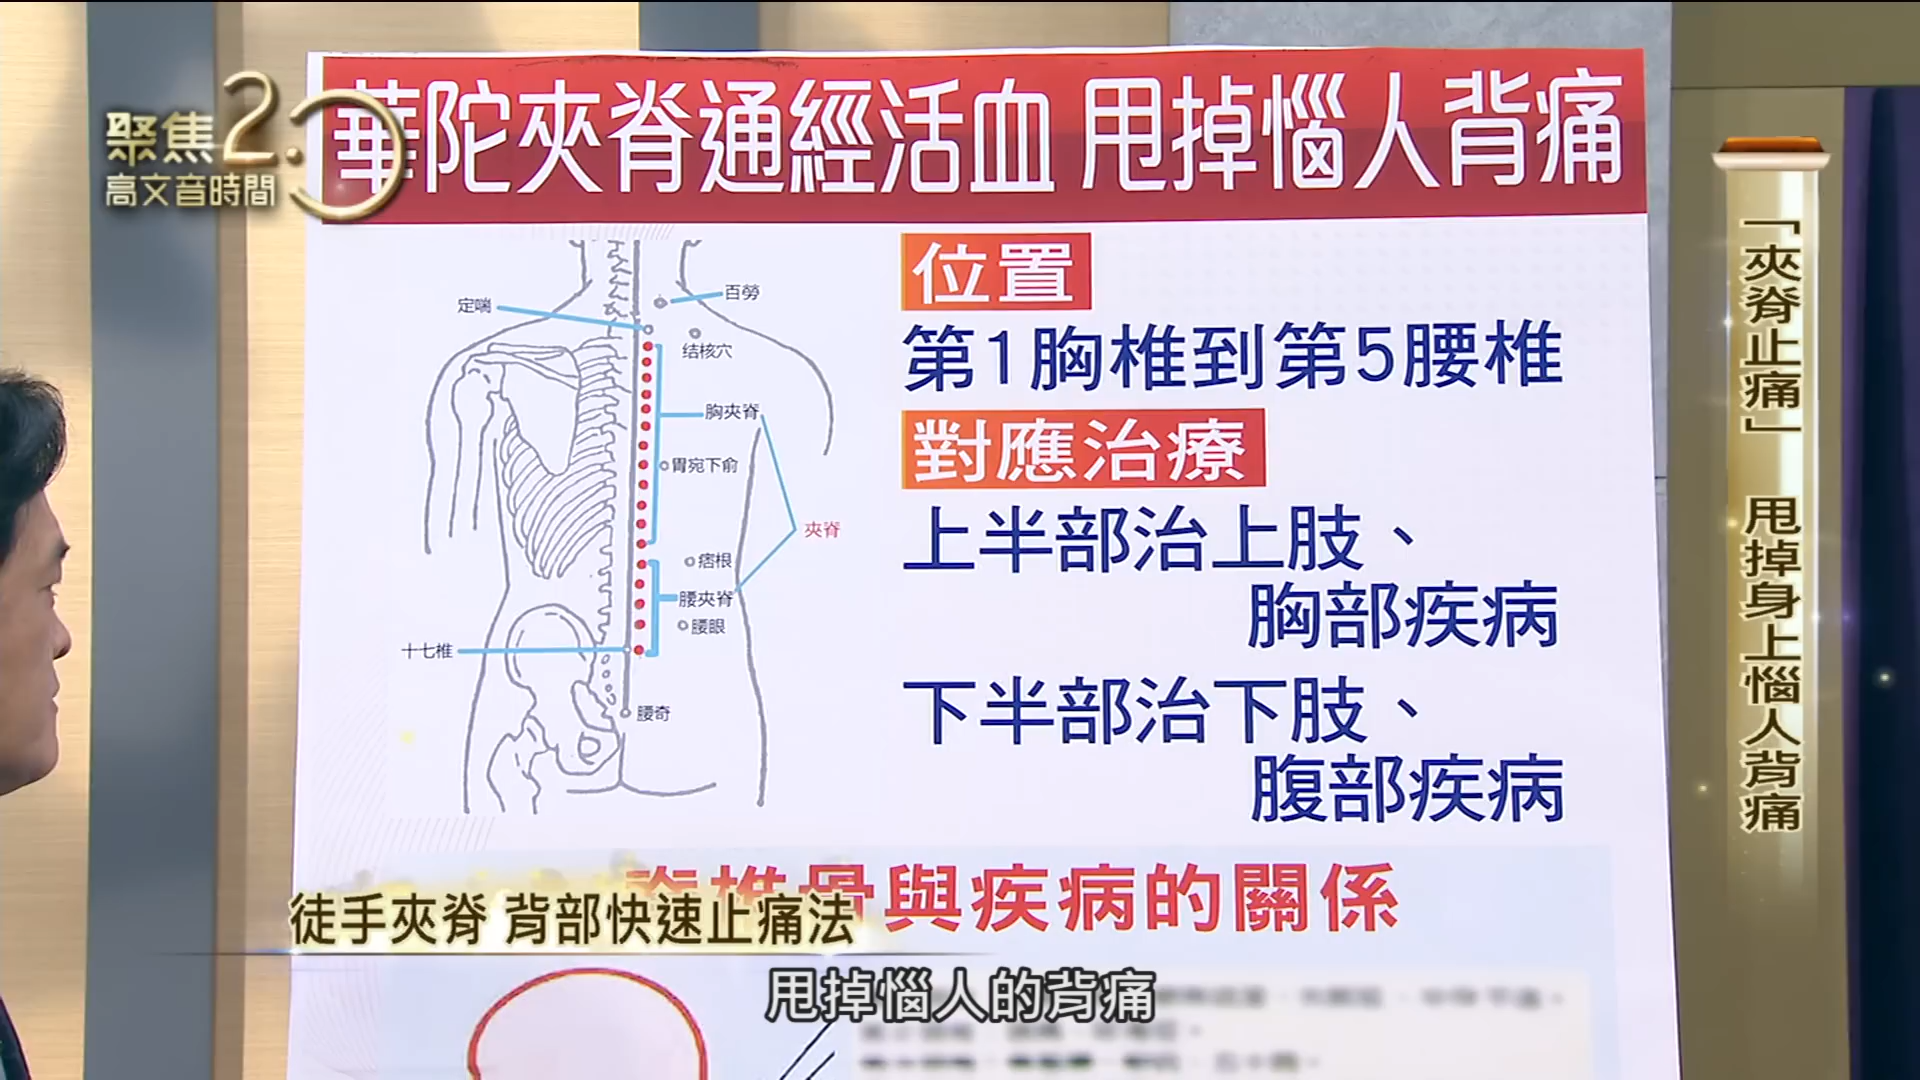 聚焦2.0
高文音時間
華陀夾脊通經活血 甩掉惱人背痛
定喘
百勞
结核穴
胸夾脊
胃宛下俞
夾脊
痞根
腰夾脊
腰眼
十七椎
腰奇
位置
第1胸椎到第5腰椎
對應治療
上半部治上肢、
胸部疾病
下半部治下肢、
腹部疾病
脊椎骨與疾病的關係
徒手夾脊 背部快速止痛法
甩掉惱人的背痛
「夾脊止痛」 甩掉身上惱人背痛